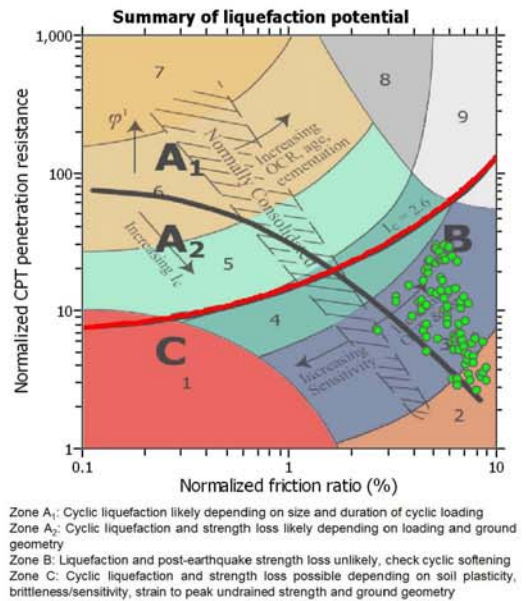 Summary of liquefaction potential
1,000
7
8
9
φ'
Increasing
OCR, age,
cementation
Normally Consolidated
A1
100
6
A2
Increasing Ic
Ic = 2.6
B
5
10
4
3
C
1
Increasing
Sensitivity
2
1
0.1
1
10
Normalized CPT penetration resistance
Normalized friction ratio (%)
Zone A1: Cyclic liquefaction likely depending on size and duration of cyclic loading
Zone A2: Cyclic liquefaction and strength loss likely depending on loading and ground
geometry
Zone B: Liquefaction and post-earthquake strength loss unlikely, check cyclic softening
Zone C: Cyclic liquefaction and strength loss possible depending on soil plasticity,
brittleness/sensitivity, strain to peak undrained strength and ground geometry